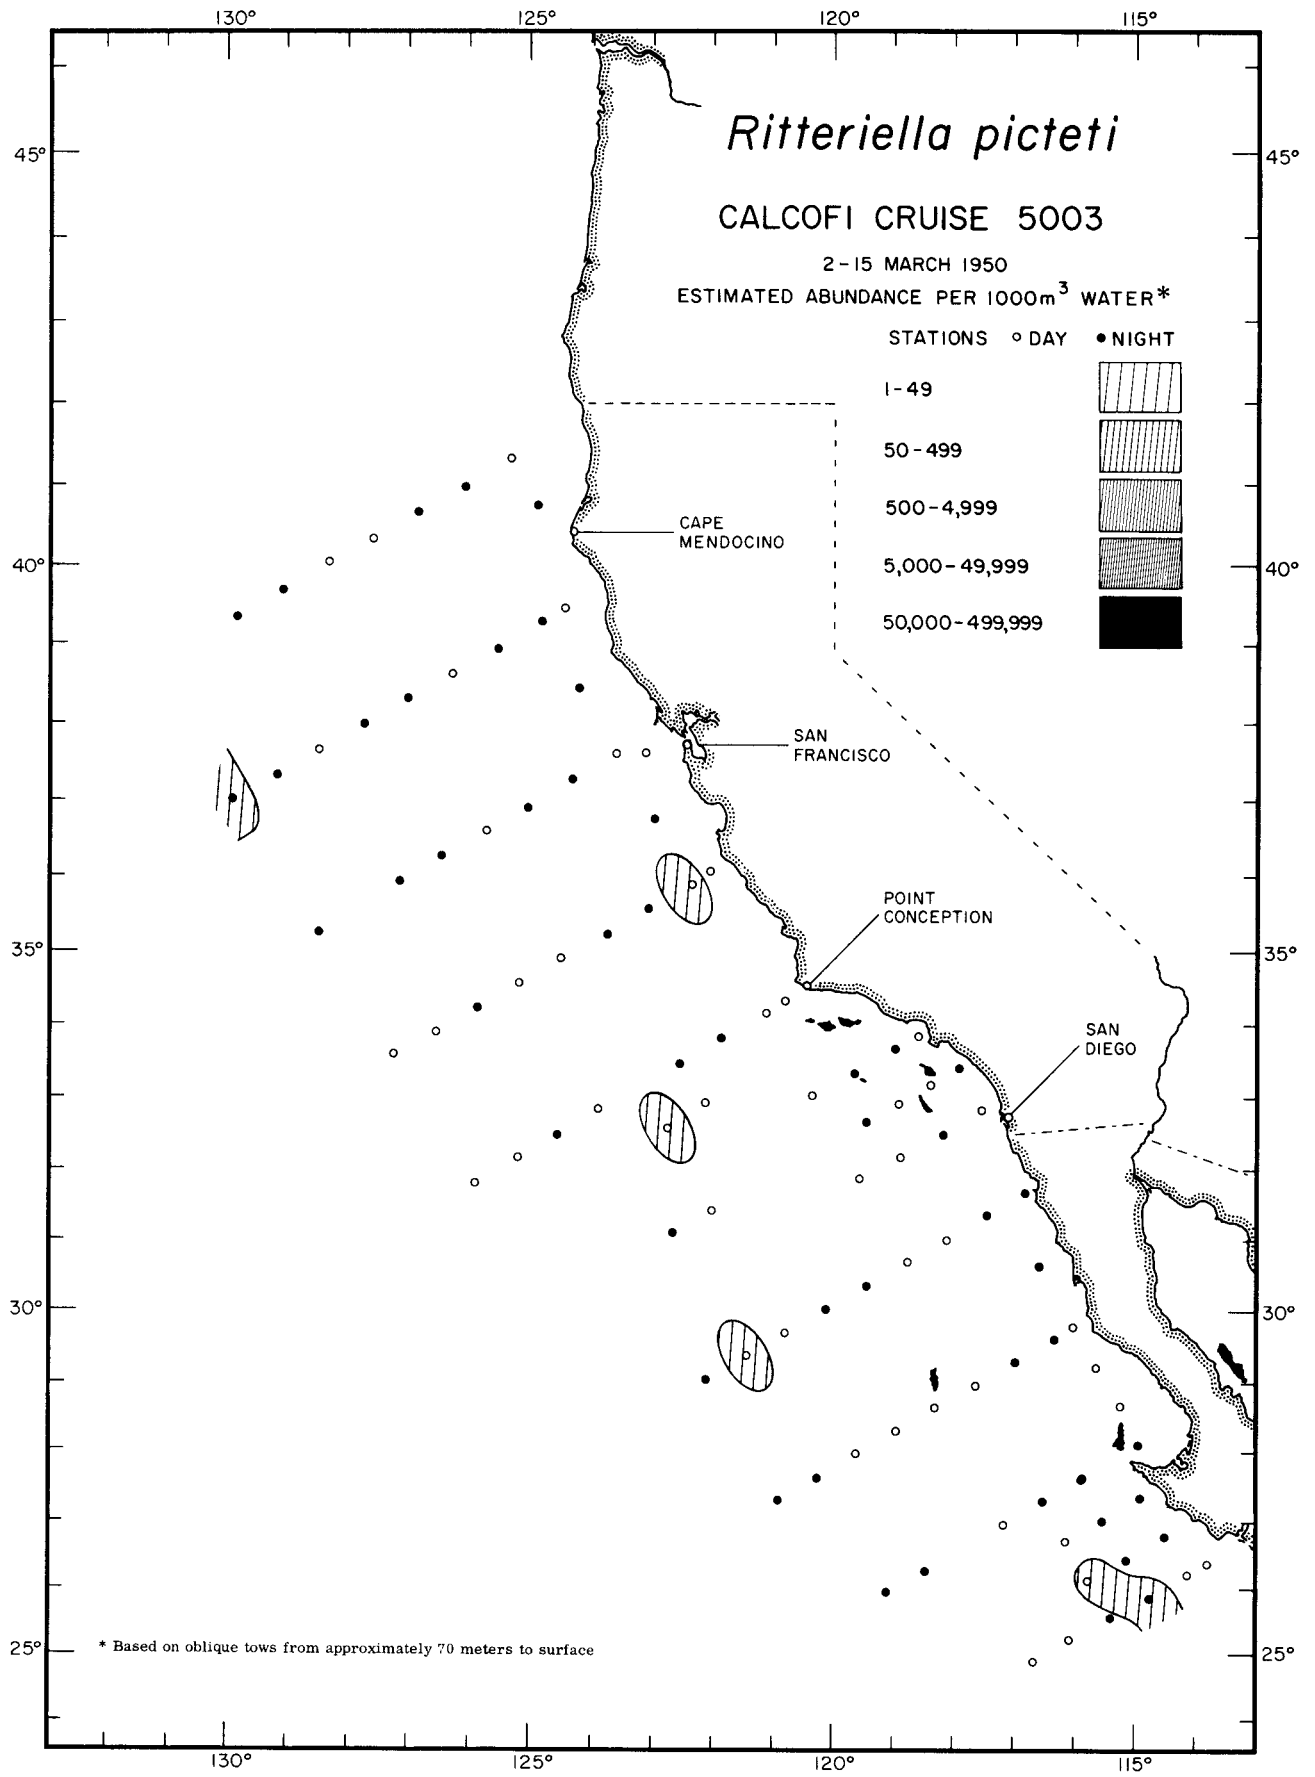 130° 125° 120° 115°
Ritteriella picteti
45° 45°
CALCOFI CRUISE 5003
2-15 MARCH 1950
ESTIMATED ABUNDANCE PER 1000m³ WATER*
STATIONS ○ DAY ● NIGHT
1-49
50-499
500-4,999
CAPE
MENDOCINO
5,000-49,999
40° 40°
50,000-499,999
SAN
FRANCISCO
POINT
CONCEPTION
35° 35°
SAN
DIEGO
30° 30°
25° * Based on oblique tows from approximately 70 meters to surface 25°
130° 125° 120° 115°